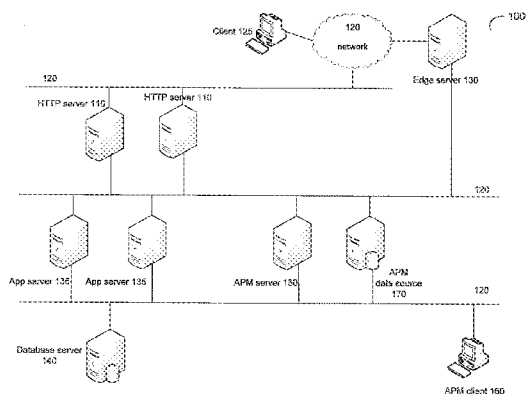 100
Client 125
120
network
Edge server 130
120
HTTP server 115
HTTP server 110
120
App server 135
App server 135
APM server 130
APM
data source
170
120
Database server
140
APM client 160